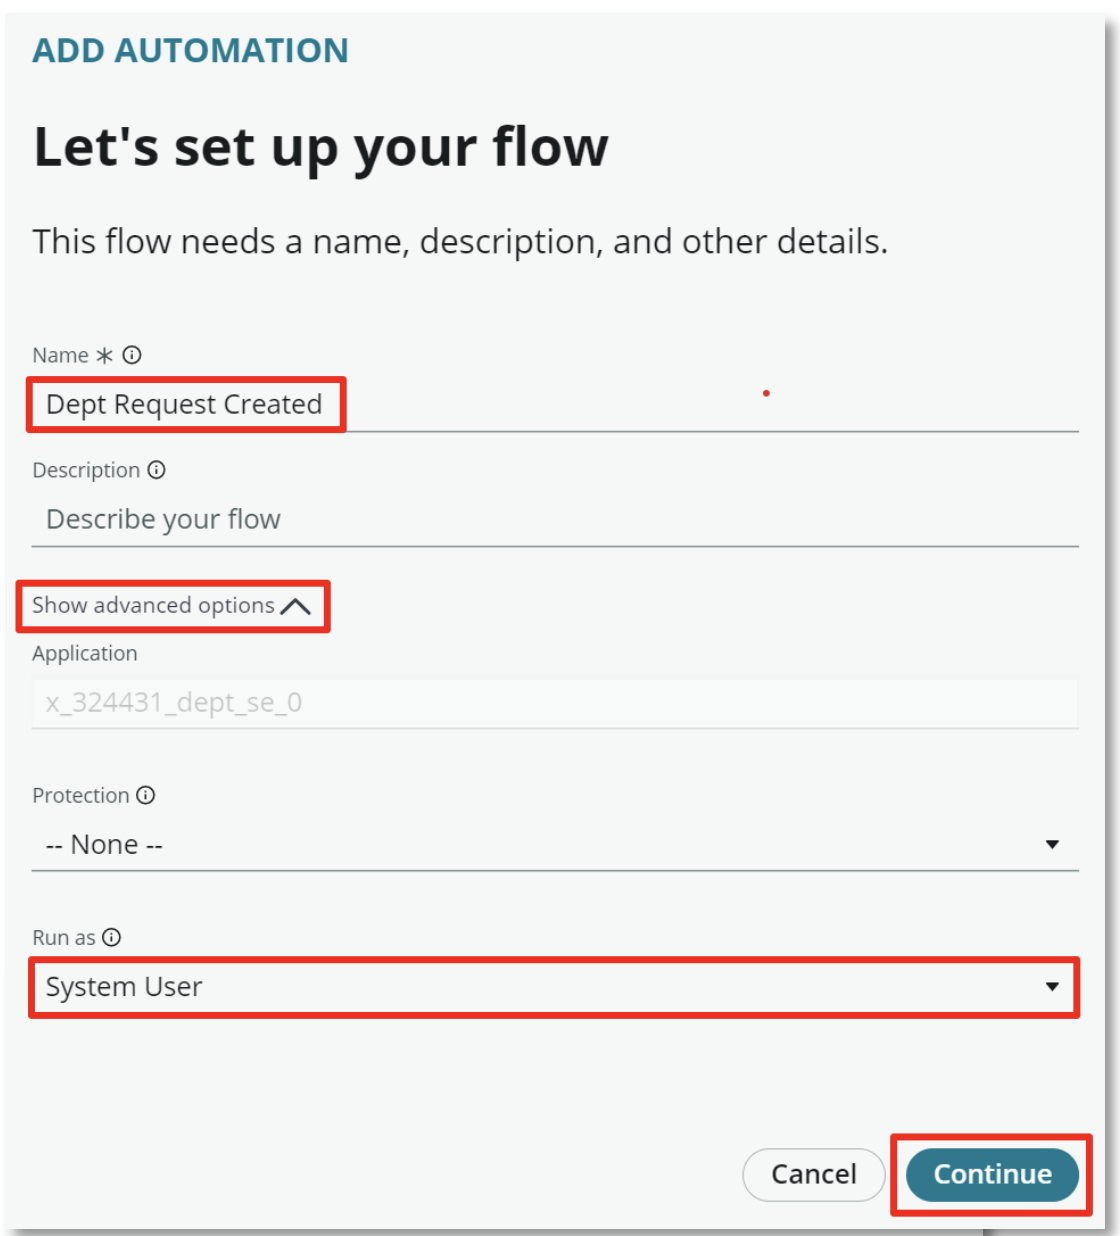 ADD AUTOMATION
Let's set up your flow
This flow needs a name, description, and other details.
Name *
Dept Request Created
Description
Describe your flow
Show advanced options
Application
x_324431_dept_se_0
Protection
-- None --
Run as
System User
Cancel
Continue